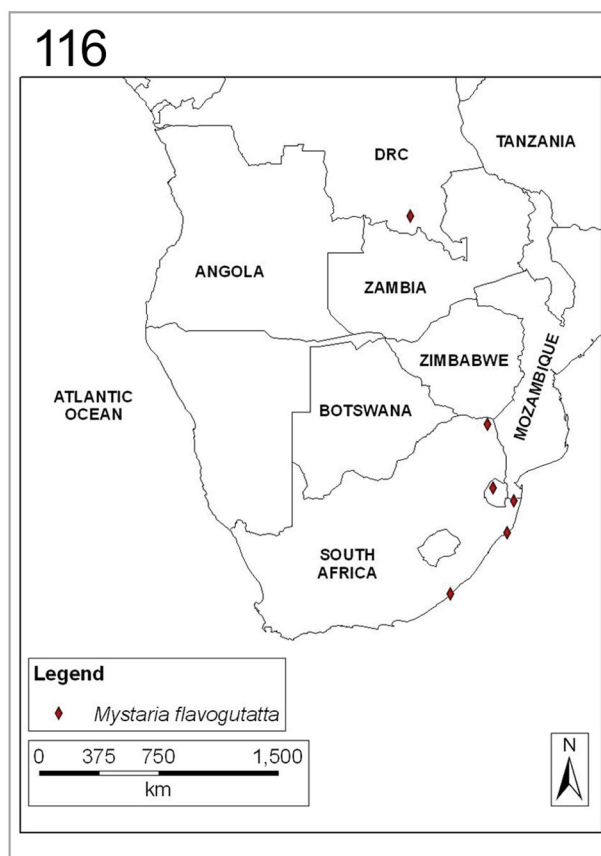 116
DRC
TANZANIA
ANGOLA
ZAMBIA
ZIMBABWE
MOZAMBIQUE
ATLANTIC
OCEAN
BOTSWANA
SOUTH
AFRICA
Legend
Mystaria flavogutatta
0 375 750 1,500
km
N